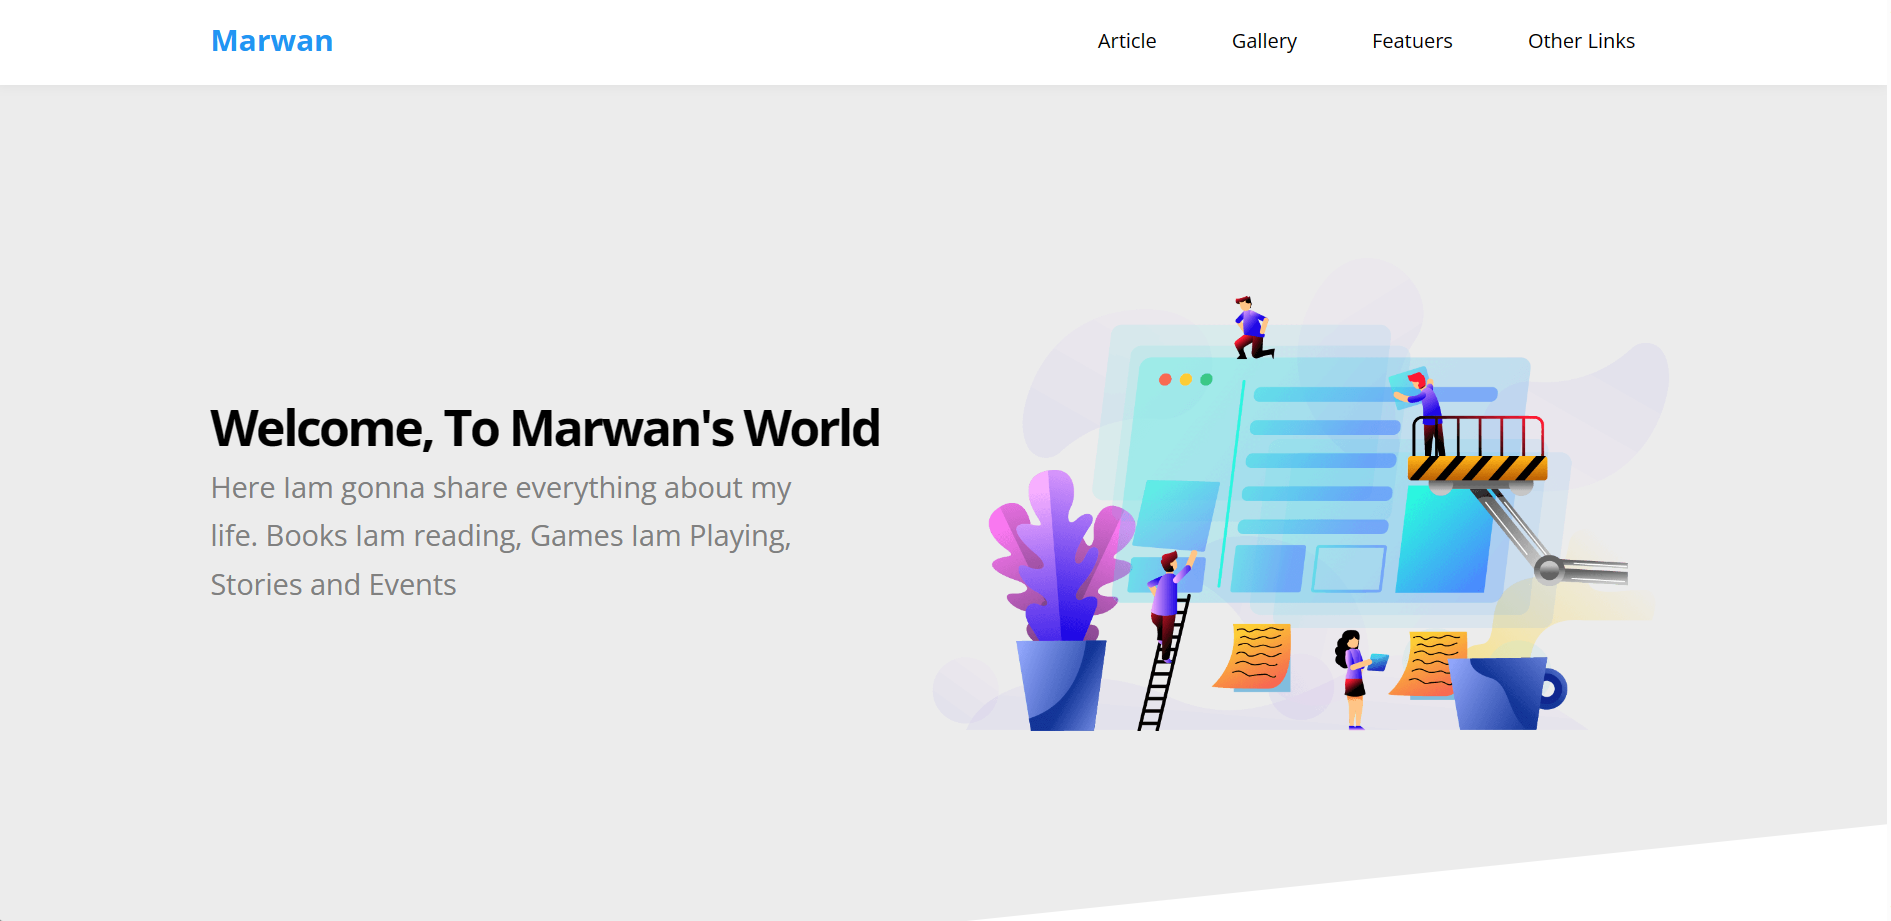 Marwan
Article
Gallery
Featuers
Other Links
Welcome, To Marwan's World
Here Iam gonna share everything about my
life. Books Iam reading, Games Iam Playing,
Stories and Events